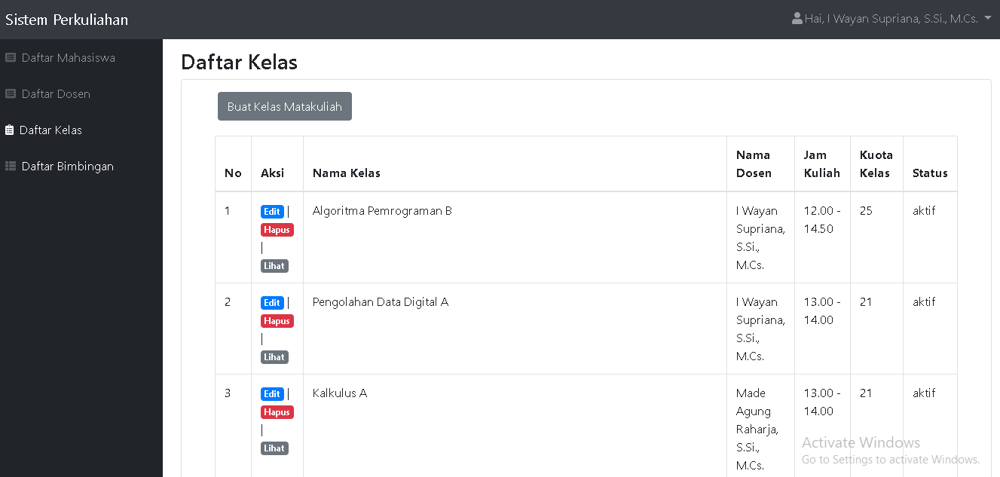 Sistem Perkuliahan
Hai, I Wayan Supriana, S.Si., M.Cs.
Daftar Mahasiswa
Daftar Dosen
Daftar Kelas
Daftar Bimbingan
Daftar Kelas
Buat Kelas Matakuliah
No Aksi Nama Kelas Nama Dosen Jam Kuliah Kuota Kelas Status
1
Edit |
Hapus
|
Lihat
Algoritma Pemrograman B
I Wayan
Supriana,
S.Si.,
M.Cs.
12.00 -
14.50
25
aktif
2
Edit |
Hapus
|
Lihat
Pengolahan Data Digital A
I Wayan
Supriana,
S.Si.,
M.Cs.
13.00 -
14.00
21
aktif
3
Edit |
Hapus
|
Lihat
Kalkulus A
Made
Agung
Raharja,
S.Si.,
M.Cs.
13.00 -
14.00
21
aktif
Activate Windows
Go to Settings to activate Windows.